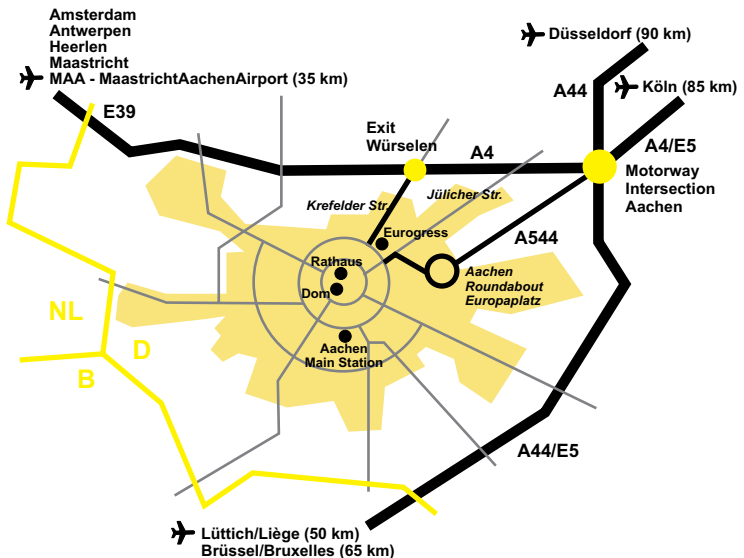 Amsterdam
Antwerpen
Heerlen
Maastricht
MAA - MaastrichtAachenAirport (35 km)
Düsseldorf (90 km)
A44
Köln (85 km)
E39
Exit
Würselen
A4
A4/E5
Motorway
Intersection
Aachen
Krefelder Str.
Jülicher Str.
Eurogress
A544
Rathaus
Dom
Aachen
Roundabout
Europaplatz
NL
D
B
Aachen
Main Station
A44/E5
Lüttich/Liège (50 km)
Brüssel/Bruxelles (65 km)